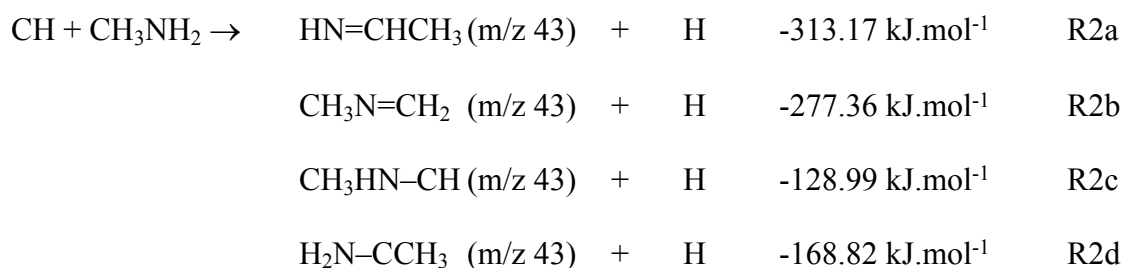 CH + CH₃NH₂ → HN=CHCH₃ (m/z 43) + H -313.17 kJ.mol⁻¹ R2a
CH₃N=CH₂ (m/z 43) + H -277.36 kJ.mol⁻¹ R2b
CH₃HN–CH (m/z 43) + H -128.99 kJ.mol⁻¹ R2c
H₂N–CCH₃ (m/z 43) + H -168.82 kJ.mol⁻¹ R2d